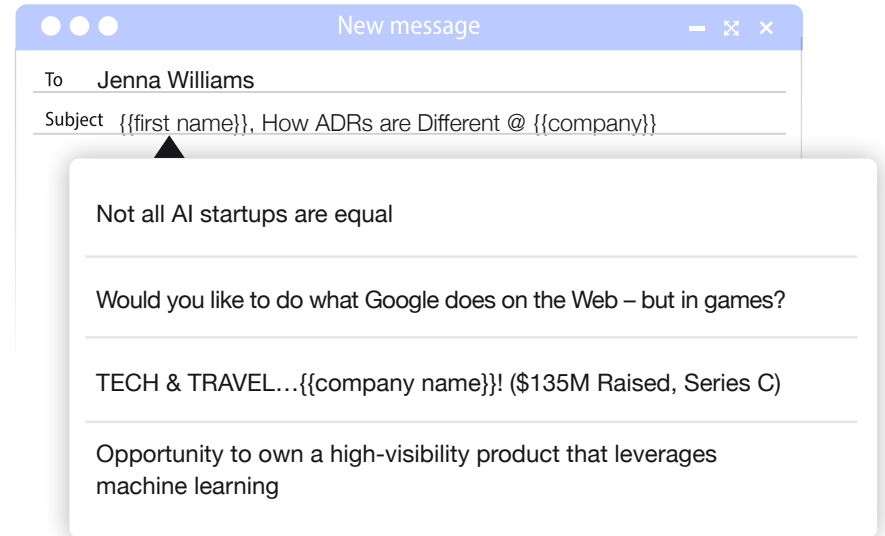 New message
To Jenna Williams
Subject {{first name}}, How ADRs are Different @ {{company}}
Not all AI startups are equal
Would you like to do what Google does on the Web – but in games?
TECH & TRAVEL…{{company name}}! ($135M Raised, Series C)
Opportunity to own a high-visibility product that leverages
machine learning